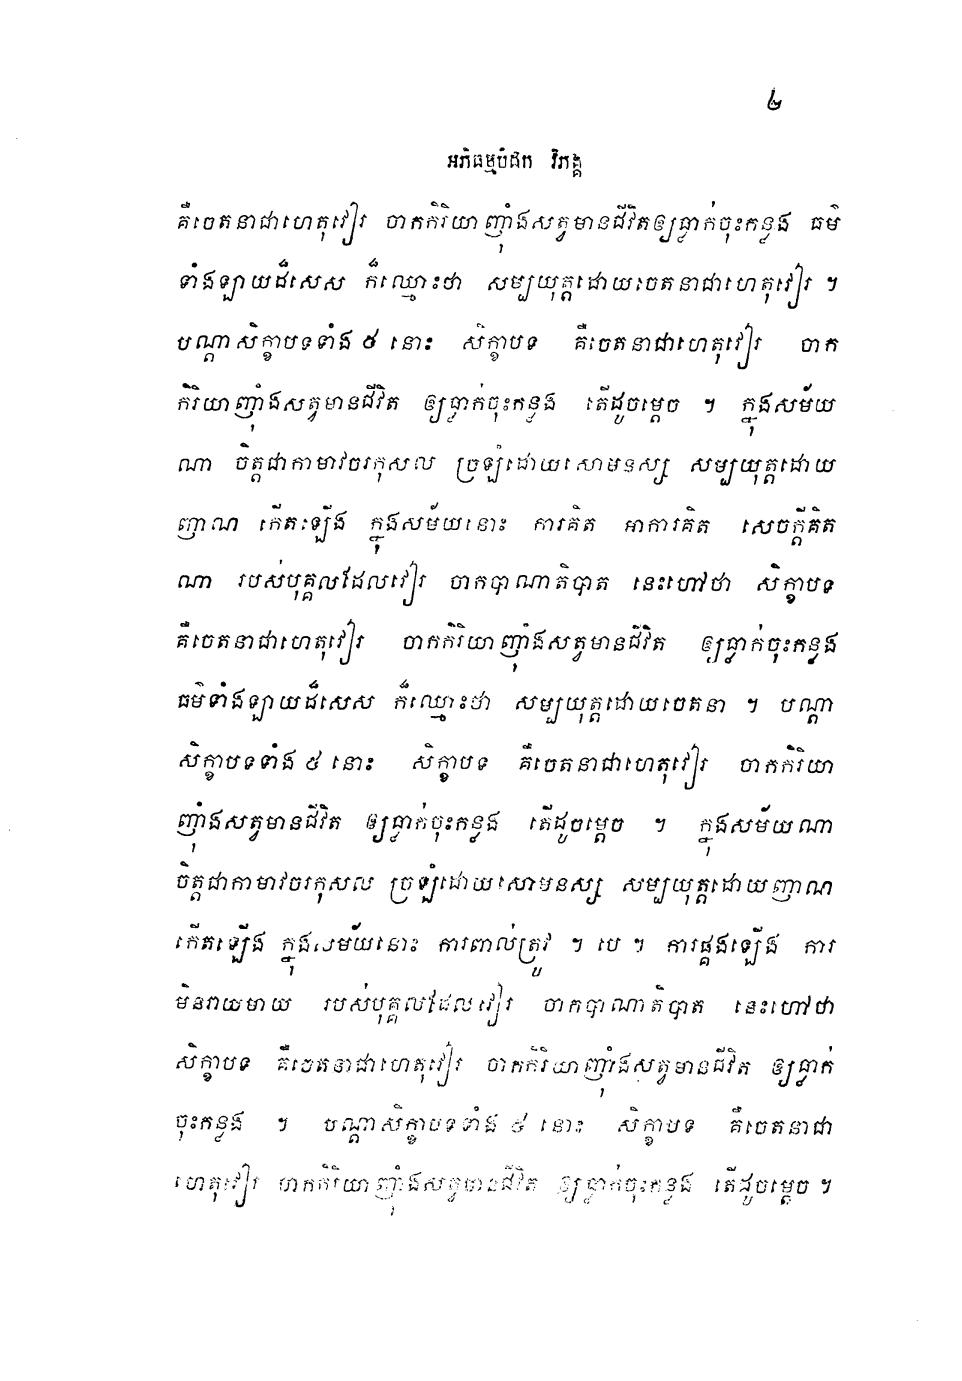 ២
អភិធម្មបិដក វិភង្គ
គឺចេតនាជាហេតុវៀរ ចាកកិរិយាញុំាងសត្វមានជីវិតឲ្យធ្លាក់ចុះកន្លង ធម៌
ទាំងឡាយដ៏សេស ក៏ឈ្មោះថា សម្បយុត្តដោយចេតនាជាហេតុវៀរ ។
បណ្តាសិក្ខាបទទាំង ៥ នោះ សិក្ខាបទ គឺចេតនាជាហេតុវៀរ ចាក
កិរិយាញុំាងសត្វមានជីវិត ឲ្យធ្លាក់ចុះកន្លង តើដូចម្តេច ។ ក្នុងសម័យ
ណា ចិត្តជាកាមាវចរកុសល ច្រឡំដោយសោមនស្ស សម្បយុត្តដោយ
ញាណ កើតឡើង ក្នុងសម័យនោះ ការគិត អាការគិត សេចក្តីគិត
ណា របស់បុគ្គលដែលវៀរ ចាកបាណាតិបាត នេះហៅថា សិក្ខាបទ
គឺចេតនាជាហេតុវៀរ ចាកកិរិយាញុំាងសត្វមានជីវិត ឲ្យធ្លាក់ចុះកន្លង
ធម៌ទាំងឡាយដ៏សេស ក៏ឈ្មោះថា សម្បយុត្តដោយចេតនា ។ បណ្តា
សិក្ខាបទទាំង ៥ នោះ សិក្ខាបទ គឺចេតនាជាហេតុវៀរ ចាកកិរិយា
ញុំាងសត្វមានជីវិត ឲ្យធ្លាក់ចុះកន្លង តើដូចម្តេច ។ ក្នុងសម័យណា
ចិត្តជាកាមាវចរកុសល ច្រឡំដោយសោមនស្ស សម្បយុត្តដោយញាណ
កើតឡើង ក្នុងសម័យនោះ ការពាល់ត្រូវ ។ បេ ។ ការផ្គងឡើង ការ
មិនរាយមាយ របស់បុគ្គលដែលវៀរ ចាកបាណាតិបាត នេះហៅថា
សិក្ខាបទ គឺចេតនាជាហេតុវៀរ ចាកកិរិយាញុំាងសត្វមានជីវិត ឲ្យធ្លាក់
ចុះកន្លង ។ បណ្តាសិក្ខាបទទាំង ៥ នោះ សិក្ខាបទ គឺចេតនាជា
ហេតុវៀរ ចាកកិរិយាញុំាងសត្វមានជីវិត ឲ្យធ្លាក់ចុះកន្លង តើដូចម្តេច ។